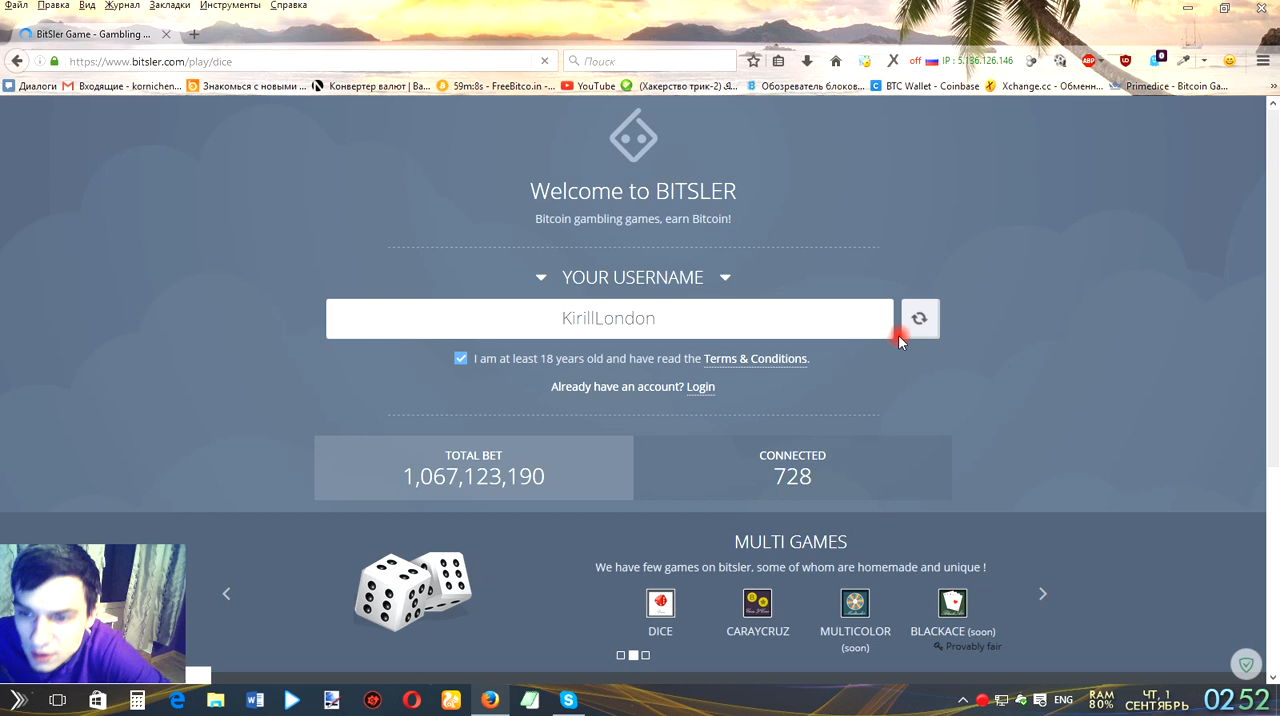 Файл Правка Вид Журнал Закладки Инструменты Справка
BitSler Game - Gambling ...
https://www.bitsler.com/play/dice
Поиск
off IP : 5.136.126.146
0
Диалоги Входящие - kornichen... Знакомься с новыми ... Конвертер валют | Ba... 59m:8s - FreeBitco.in -... YouTube (Хакерство трик-2) Обозреватель блоков... BTC Wallet - Coinbase Xchange.cc - Обменн... Primedice - Bitcoin Ga...
Welcome to BITSLER
Bitcoin gambling games, earn Bitcoin!
YOUR USERNAME
KirillLondon
I am at least 18 years old and have read the Terms & Conditions.
Already have an account? Login
TOTAL BET
1,067,123,190
CONNECTED
728
MULTI GAMES
We have few games on bitsler, some of whom are homemade and unique !
DICE
CARAYCRUZ
MULTICOLOR
(soon)
BLACKACE (soon)
Provably fair
ENG
RAM
80%
ЧТ, 1
СЕНТЯБРЬ
02:52